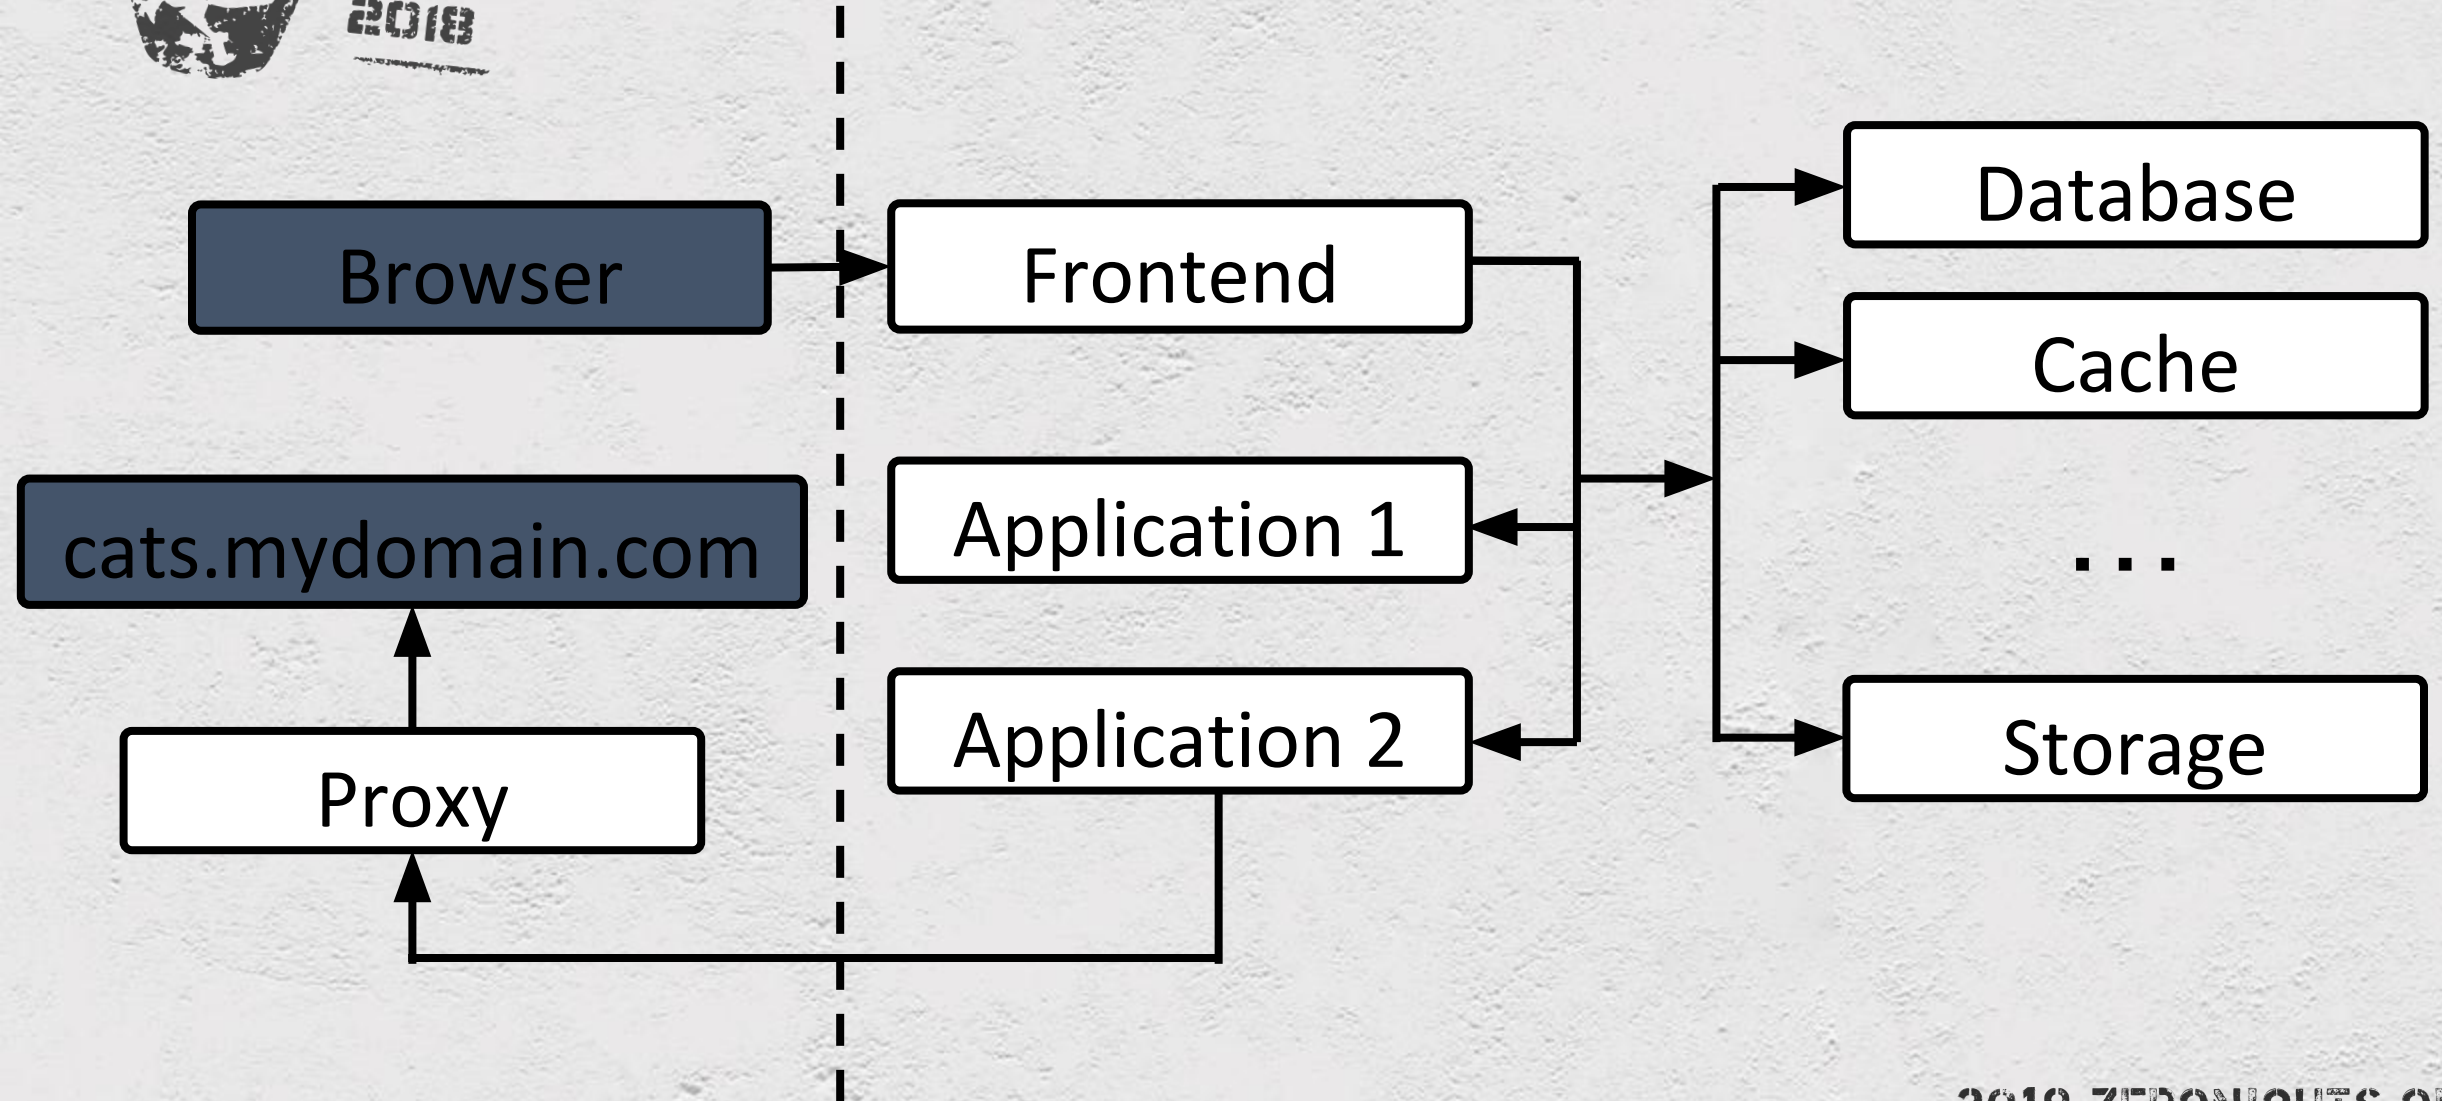 2018
Browser
Frontend
Database
Cache
cats.mydomain.com
Application 1
...
Application 2
Proxy
Storage